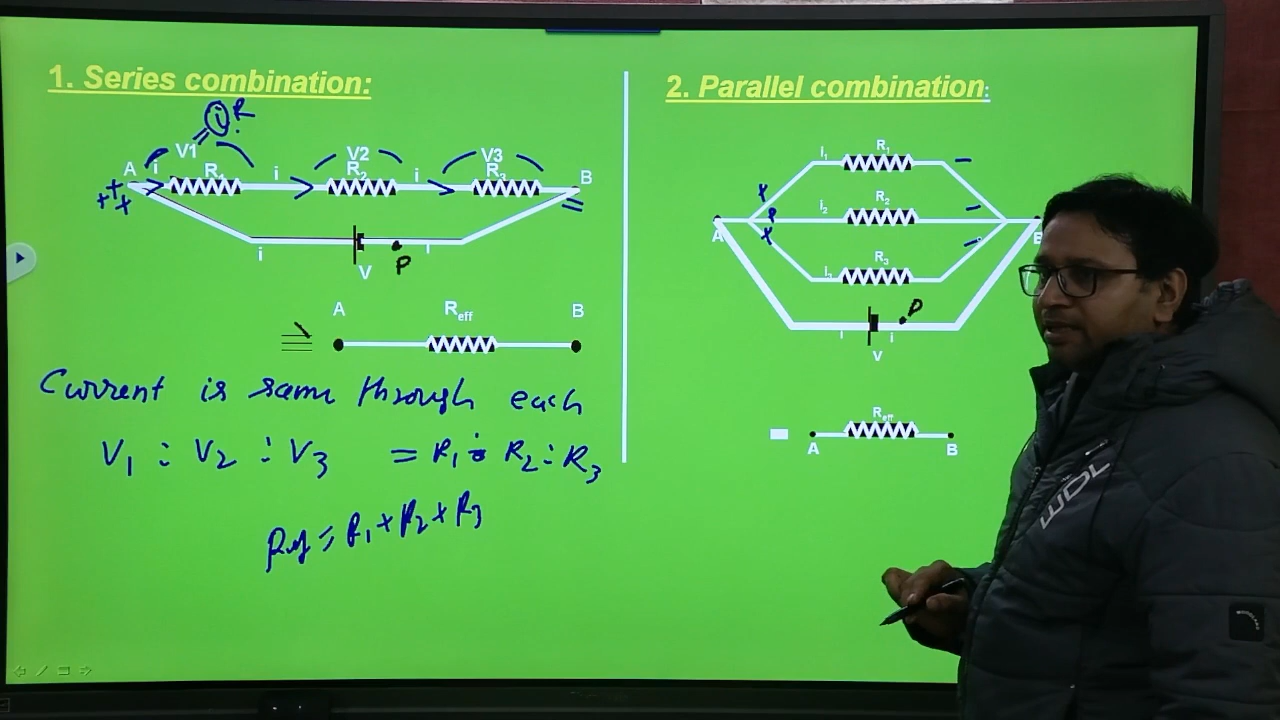 1. Series combination:
i R
V1 V2 V3
A i R1 i R2 i R3 B
+ + +
i V P
A Reff B
Current is same through each
V1 : V2 : V3 = R1 : R2 : R3
= R1 + R2 + R3
2. Parallel combination:
I1 R1
i2 R2
A B
I3 R3
i V i P
Reff
A B
WDL